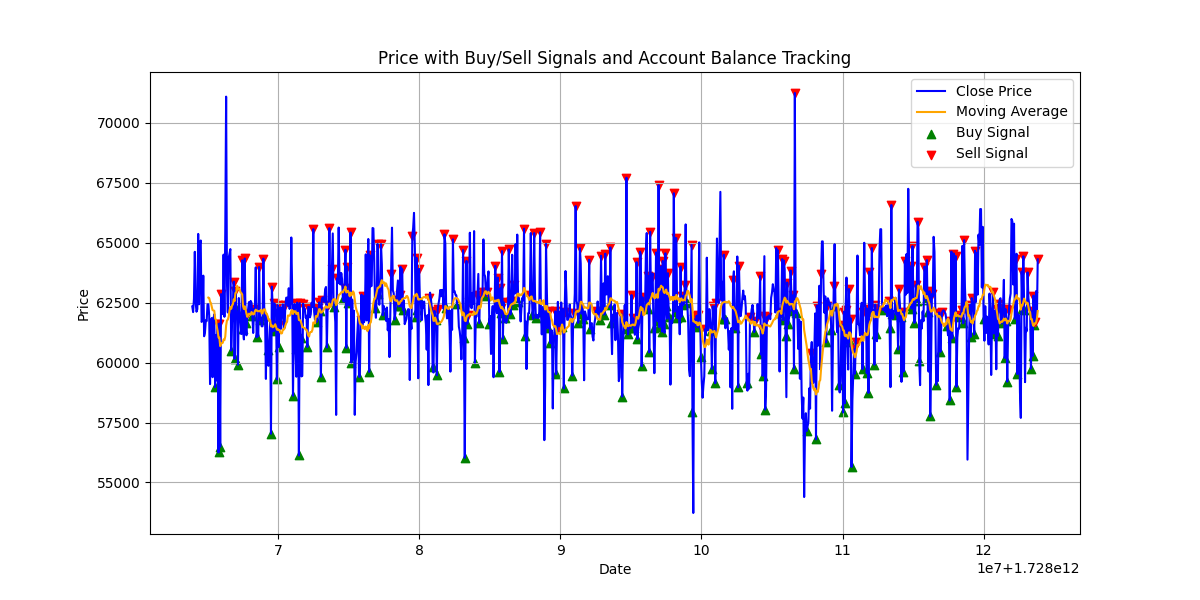 Price with Buy/Sell Signals and Account Balance Tracking
Close Price
Moving Average
Buy Signal
Sell Signal
70000
67500
65000
62500
60000
57500
55000
Price
7 8 9 10 11 12
Date
1e7+1.728e12